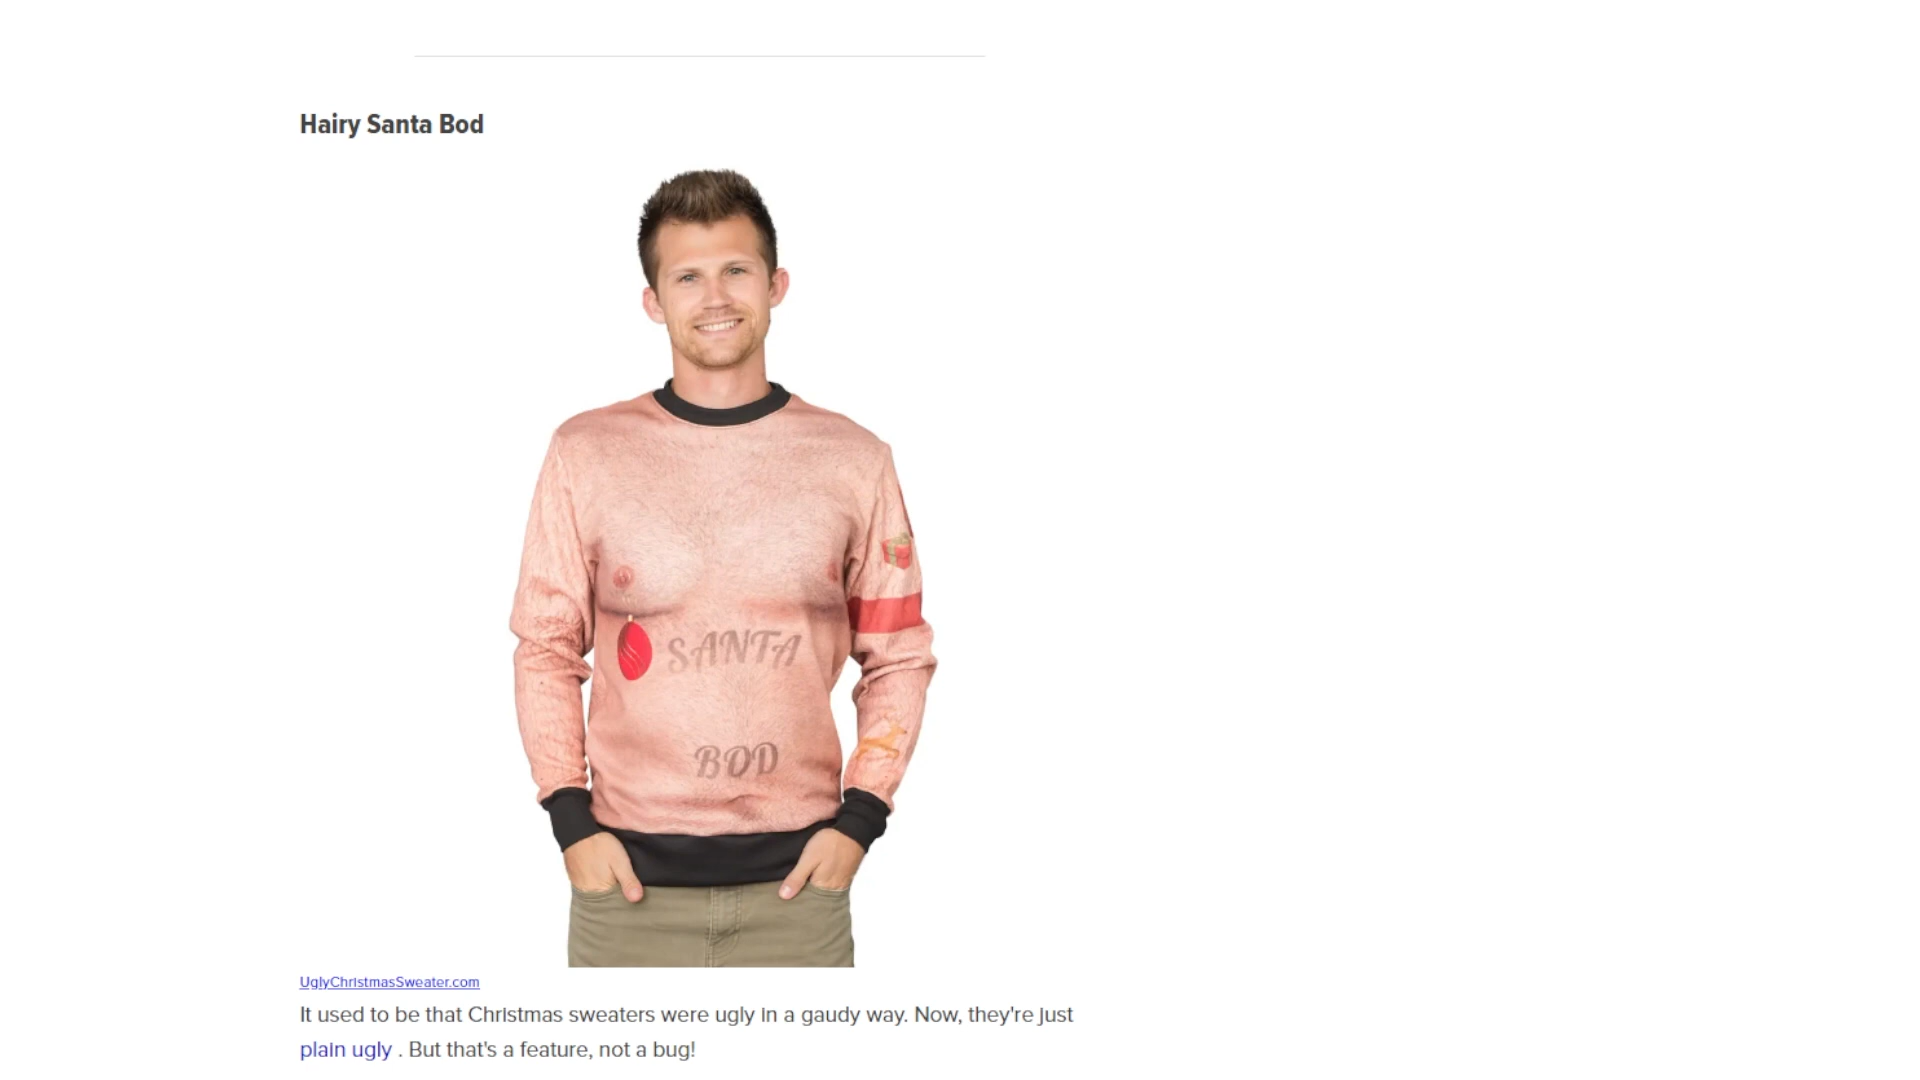 Hairy Santa Bod
SANTA
BOD
UglyChristmasSweater.com
It used to be that Christmas sweaters were ugly in a gaudy way. Now, they're just
plain ugly . But that's a feature, not a bug!